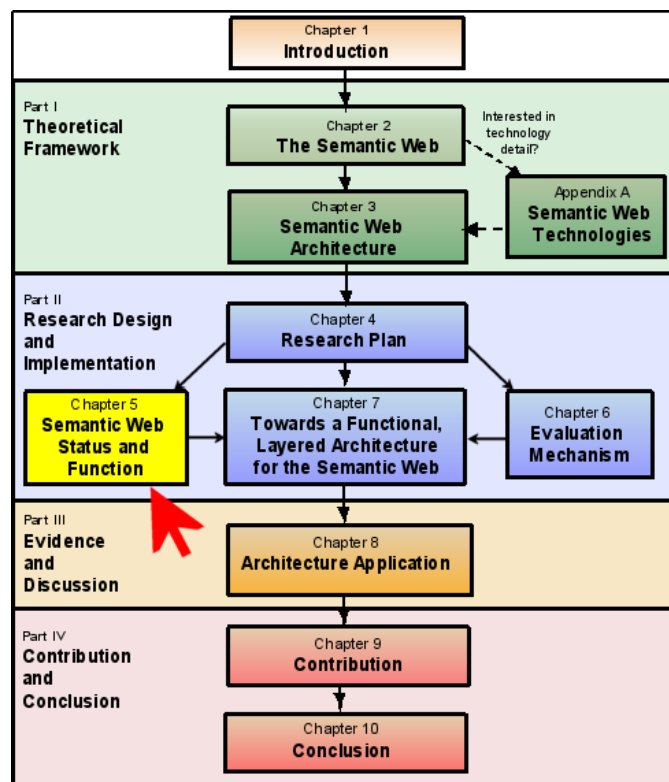 Chapter 1
Introduction
Part I
Theoretical
Framework
Chapter 2
The Semantic Web
Interested in
technology
detail?
Appendix A
Semantic Web
Technologies
Chapter 3
Semantic Web
Architecture
Part II
Research Design
and
Implementation
Chapter 4
Research Plan
Chapter 5
Semantic Web
Status and
Function
Chapter 7
Towards a Functional,
Layered Architecture
for the Semantic Web
Chapter 6
Evaluation
Mechanism
Part III
Evidence
and
Discussion
Chapter 8
Architecture Application
Part IV
Contribution
and
Conclusion
Chapter 9
Contribution
Chapter 10
Conclusion